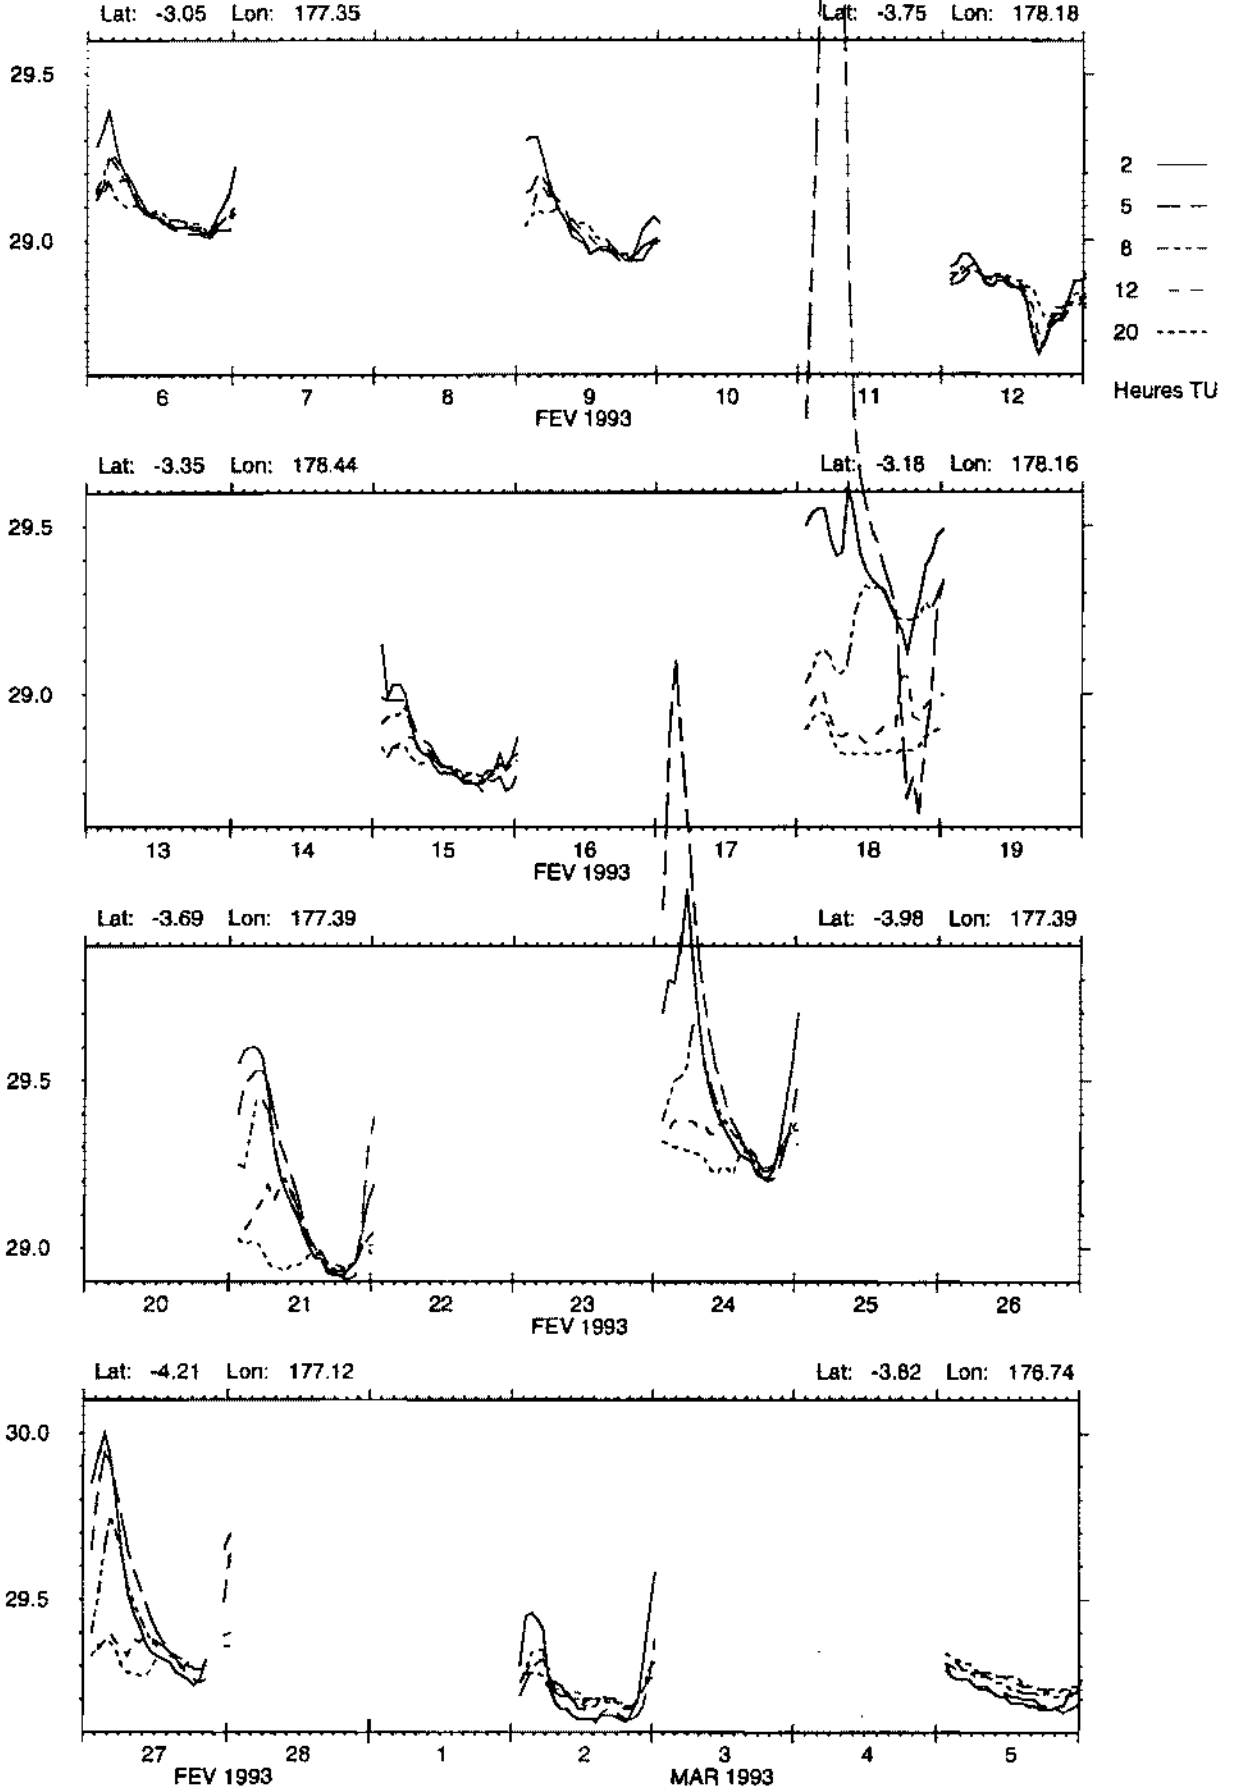 Lat: -3.05 Lon: 177.35 Lat: -3.75 Lon: 178.18
29.5
2
5
29.0
8
12
20
Heures TU
6 7 8 9 10 11 12
FEV 1993
Lat: -3.35 Lon: 178.44 Lat: -3.18 Lon: 178.16
29.5
29.0
13 14 15 16 17 18 19
FEV 1993
Lat: -3.69 Lon: 177.39 Lat: -3.98 Lon: 177.39
29.5
29.0
20 21 22 23 24 25 26
FEV 1993
Lat: -4.21 Lon: 177.12 Lat: -3.82 Lon: 176.74
30.0
29.5
27 28 1 2 3 4 5
FEV 1993 MAR 1993